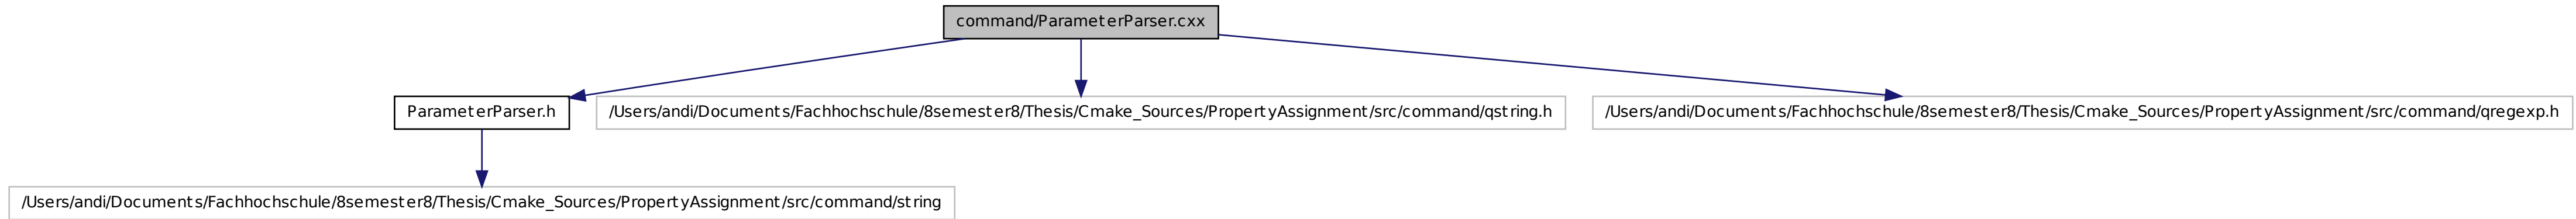 command/ParameterParser.cxx
ParameterParser.h
/Users/andi/Documents/Fachhochschule/8semester8/Thesis/Cmake_Sources/PropertyAssignment/src/command/qstring.h
/Users/andi/Documents/Fachhochschule/8semester8/Thesis/Cmake_Sources/PropertyAssignment/src/command/qregexp.h
/Users/andi/Documents/Fachhochschule/8semester8/Thesis/Cmake_Sources/PropertyAssignment/src/command/string